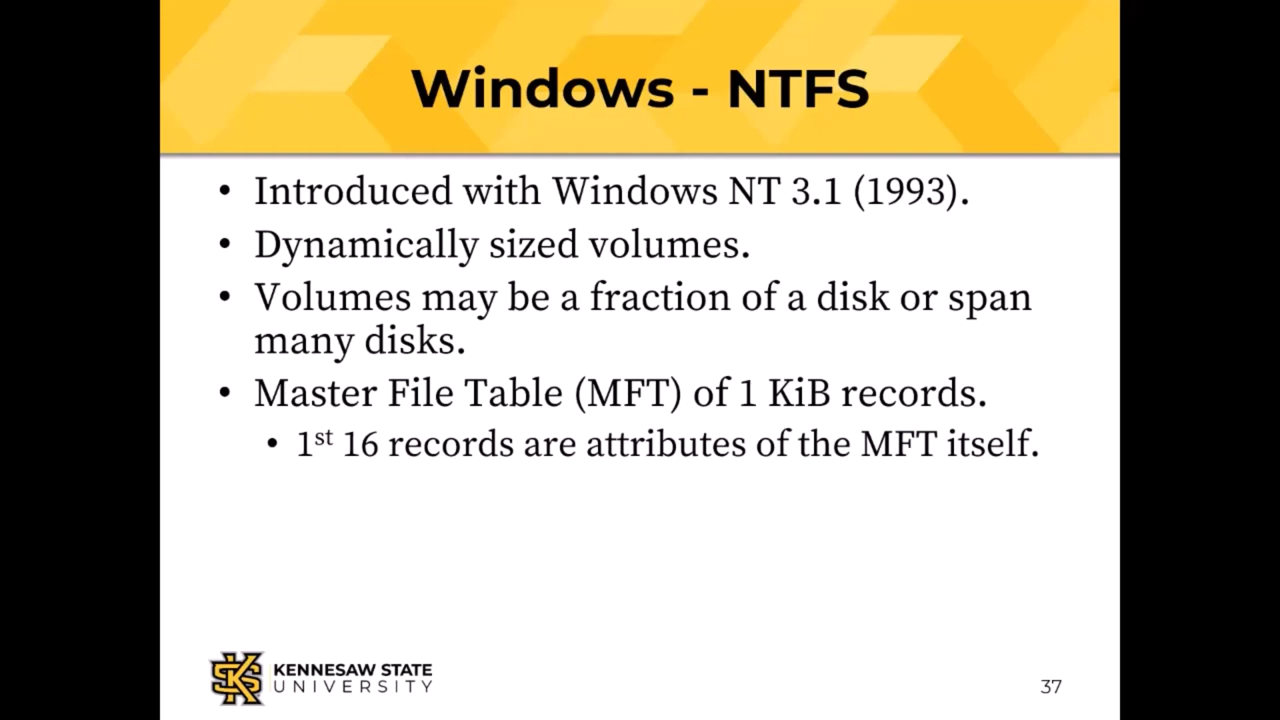 Windows - NTFS
• Introduced with Windows NT 3.1 (1993).
• Dynamically sized volumes.
• Volumes may be a fraction of a disk or span
many disks.
• Master File Table (MFT) of 1 KiB records.
• 1st 16 records are attributes of the MFT itself.
KENNESAW STATE
UNIVERSITY
37